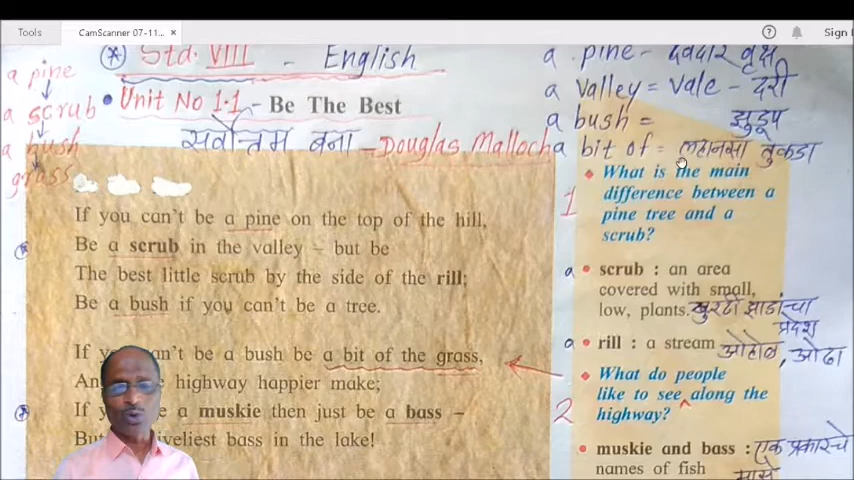 Tools
CamScanner 07-11... ×
Sign
Std. VIII - English
Unit No 1.1 - Be The Best
सर्वोत्तम बना - Douglas Malloch
a pine
a scrub
a bush
grass
a pine - देवदार वृक्ष
a valley = vale - दरी
a bush = झुडूप
a bit of = लहानसा तुकडा
If you can't be a pine on the top of the hill,
Be a scrub in the valley – but be
The best little scrub by the side of the rill;
Be a bush if you can't be a tree.
If you can't be a bush be a bit of the grass,
highway happier make;
a muskie then just be a bass –
liveliest bass in the lake!
1
What is the main
difference between a
pine tree and a
scrub?
a scrub : an area
covered with small,
low, plants. खुरटी झाडांचा
प्रदेश
a rill : a stream ओहोळ, ओढा
What do people
like to see along the
2 highway?
muskie and bass : एक प्रकारचे
names of fish मासे